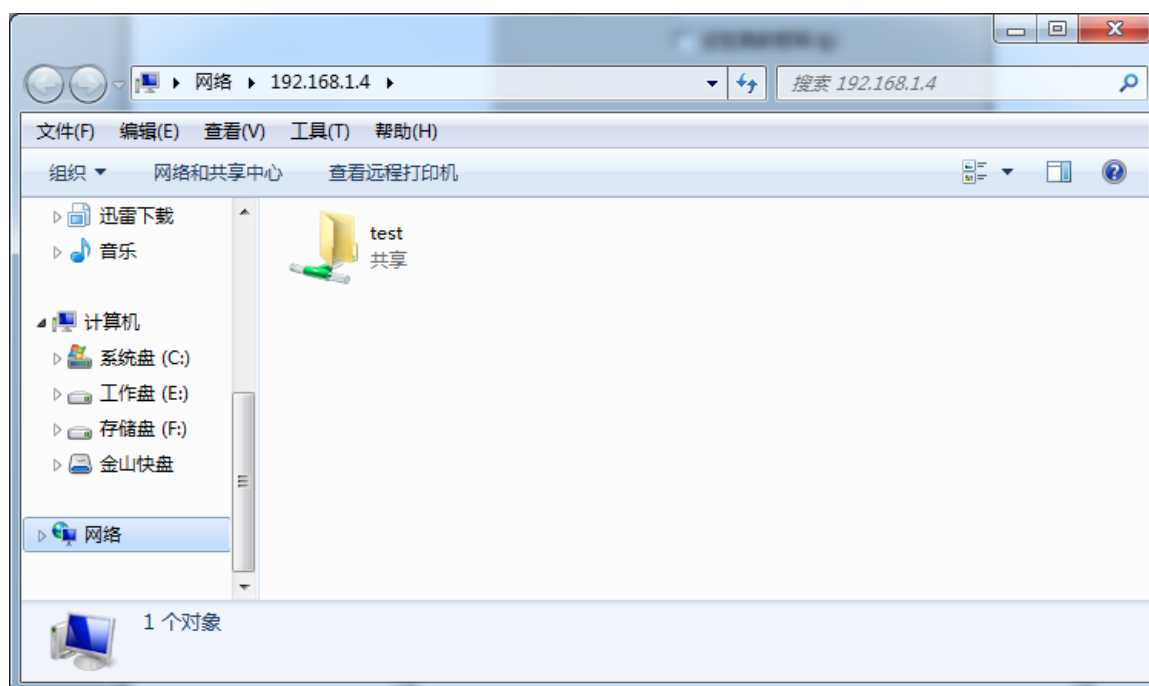 网络 192.168.1.4
搜索 192.168.1.4
文件(F) 编辑(E) 查看(V) 工具(T) 帮助(H)
组织 网络和共享中心 查看远程打印机
迅雷下载
音乐
计算机
系统盘 (C:)
工作盘 (E:)
存储盘 (F:)
金山快盘
网络
test
共享
1 个对象